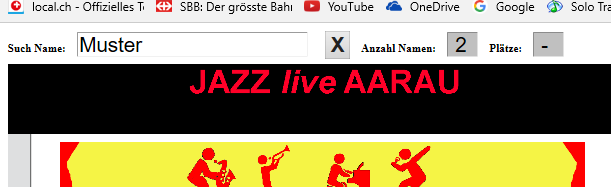 local.ch - Offizielles Te SBB: Der grösste Bahn YouTube OneDrive Google Solo Tra
Such Name: Muster X Anzahl Namen: 2 Plätze: -
JAZZ live AARAU